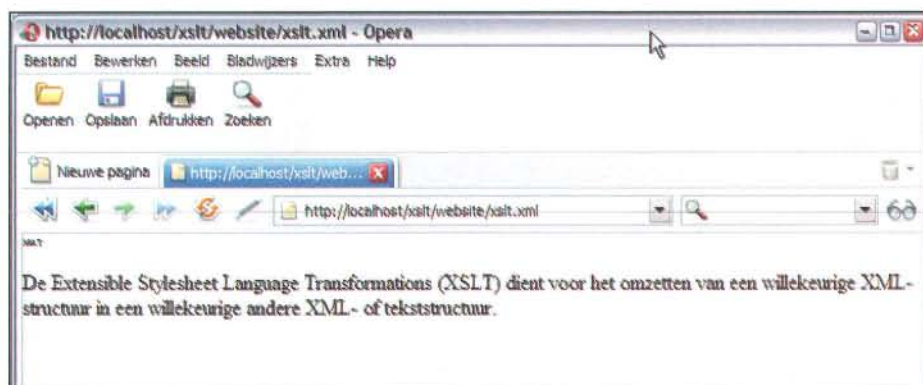 http://localhost/xslt/website/xslt.xml - Opera
Bestand Bewerken Beeld Bladwijzers Extra Help
Openen Opslaan Afdrukken Zoeken
Nieuwe pagina http://localhost/xslt/web...
http://localhost/xslt/website/xslt.xml
XSLT
De Extensible Stylesheet Language Transformations (XSLT) dient voor het omzetten van een willekeurige XML-
structuur in een willekeurige andere XML- of tekststructuur.